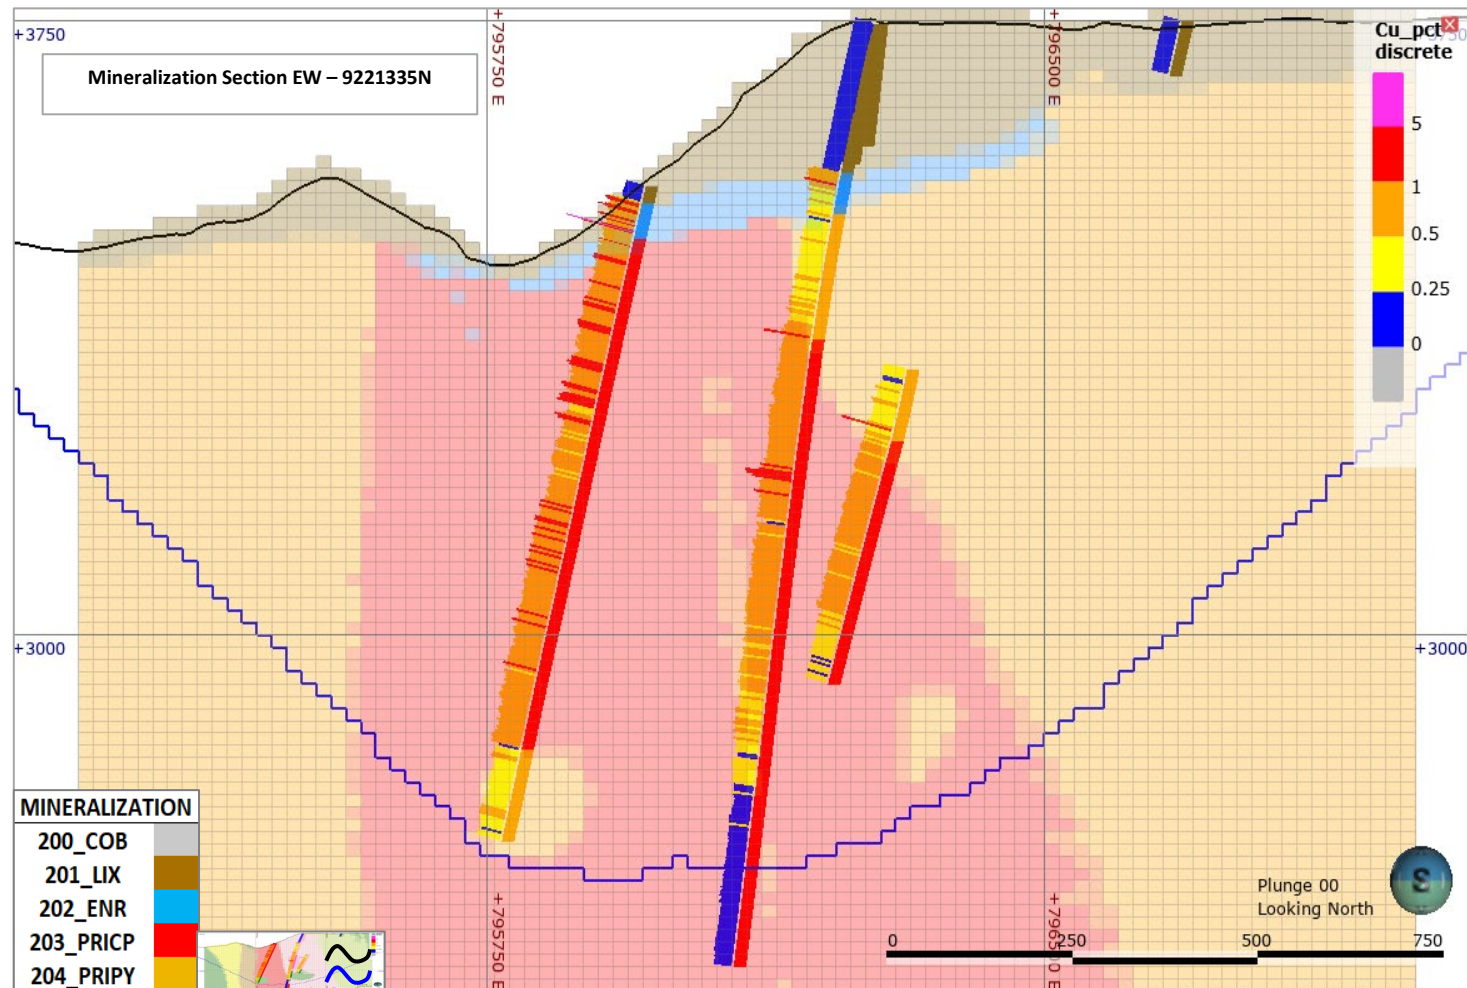 +3750
Mineralization Section EW – 9221335N
+795750 E
+796500 E
Cu_pct
discrete
5
1
0.5
0.25
0
+3000
+3000
MINERALIZATION
200_COB
201_LIX
202_ENR
203_PRICP
204_PRIPY
+795750 E
Plunge 00
Looking North
S
0
250
500
750